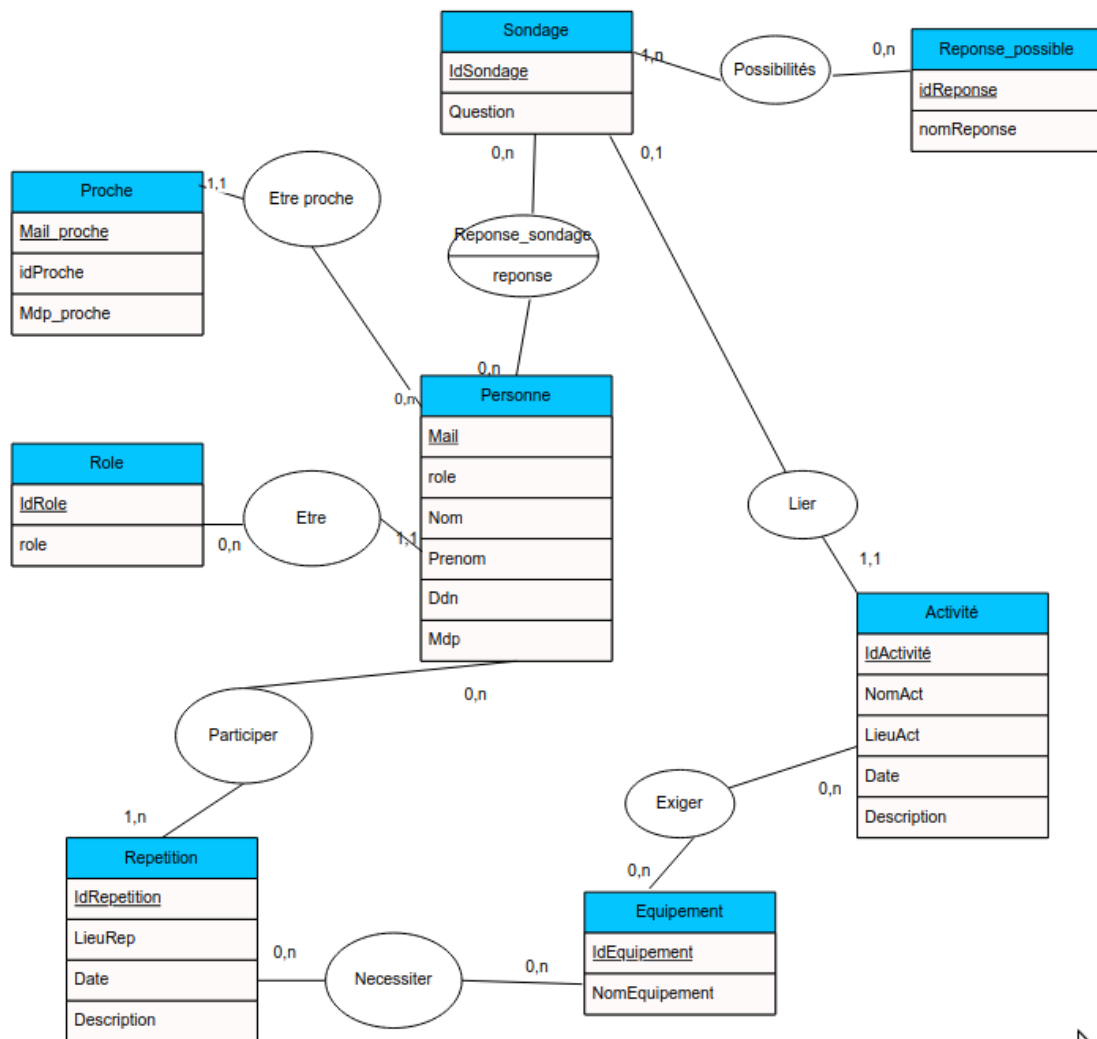 Sondage
IdSondage
Question
1,n
Possibilités
0,n
Reponse_possible
idReponse
nomReponse
0,n
0,1
Proche
Mail_proche
idProche
Mdp_proche
1,1
Etre proche
Reponse_sondage
reponse
0,n
0,n
Personne
Mail
role
Nom
Prenom
Ddn
Mdp
Role
IdRole
role
0,n
Etre
1,1
Lier
1,1
Activité
IdActivité
NomAct
LieuAct
Date
Description
0,n
Participer
1,n
Exiger
0,n
0,n
Repetition
IdRepetition
LieuRep
Date
Description
0,n
Necessiter
0,n
Equipement
IdEquipement
NomEquipement